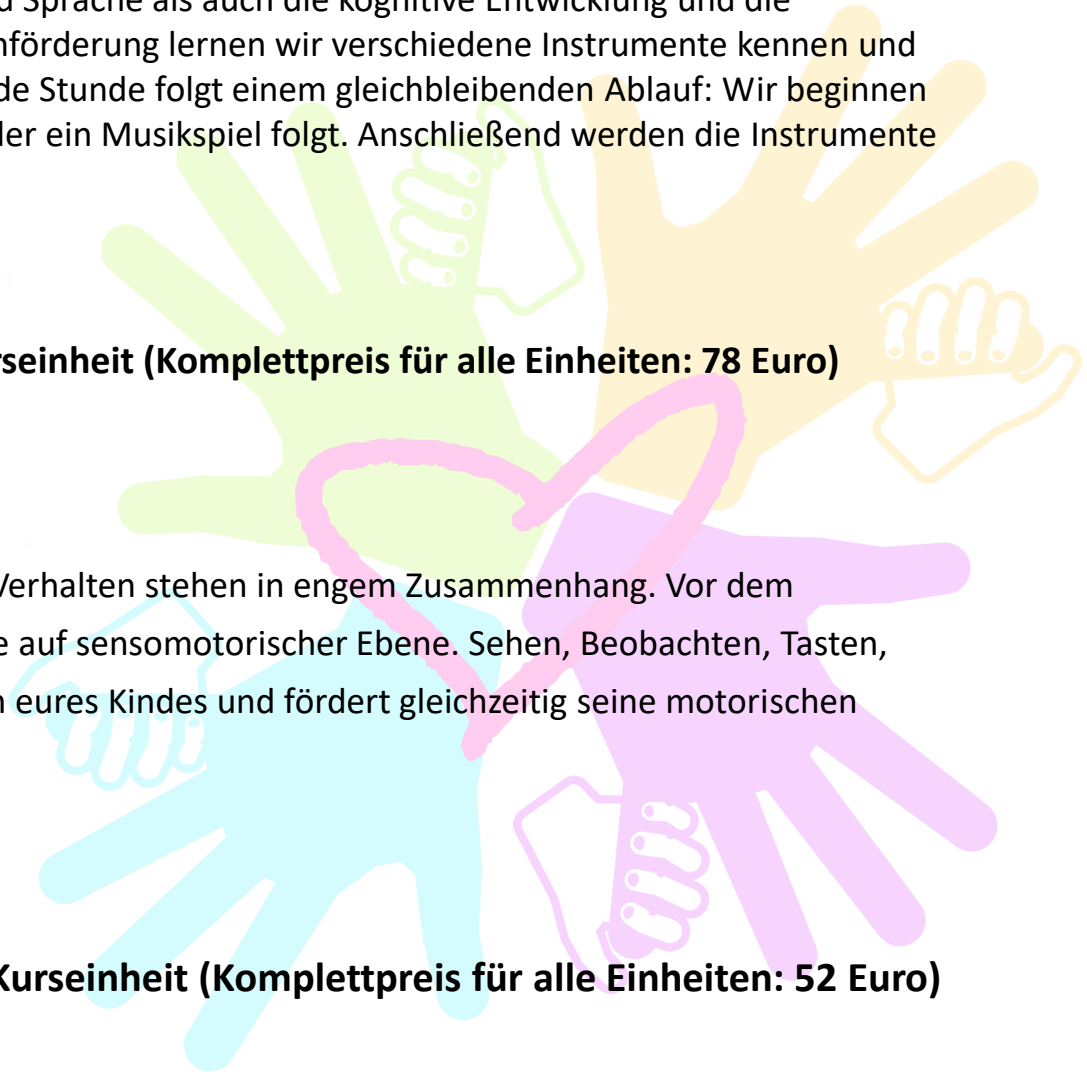 d Sprache als auch die kognitive Entwicklung und die
nförderung lernen wir verschiedene Instrumente kennen und
de Stunde folgt einem gleichbleibenden Ablauf: Wir beginnen
ler ein Musikspiel folgt. Anschließend werden die Instrumente
rseinheit (Komplettpreis für alle Einheiten: 78 Euro)
Verhalten stehen in engem Zusammenhang. Vor dem
e auf sensomotorischer Ebene. Sehen, Beobachten, Tasten,
n eures Kindes und fördert gleichzeitig seine motorischen
Kurseinheit (Komplettpreis für alle Einheiten: 52 Euro)